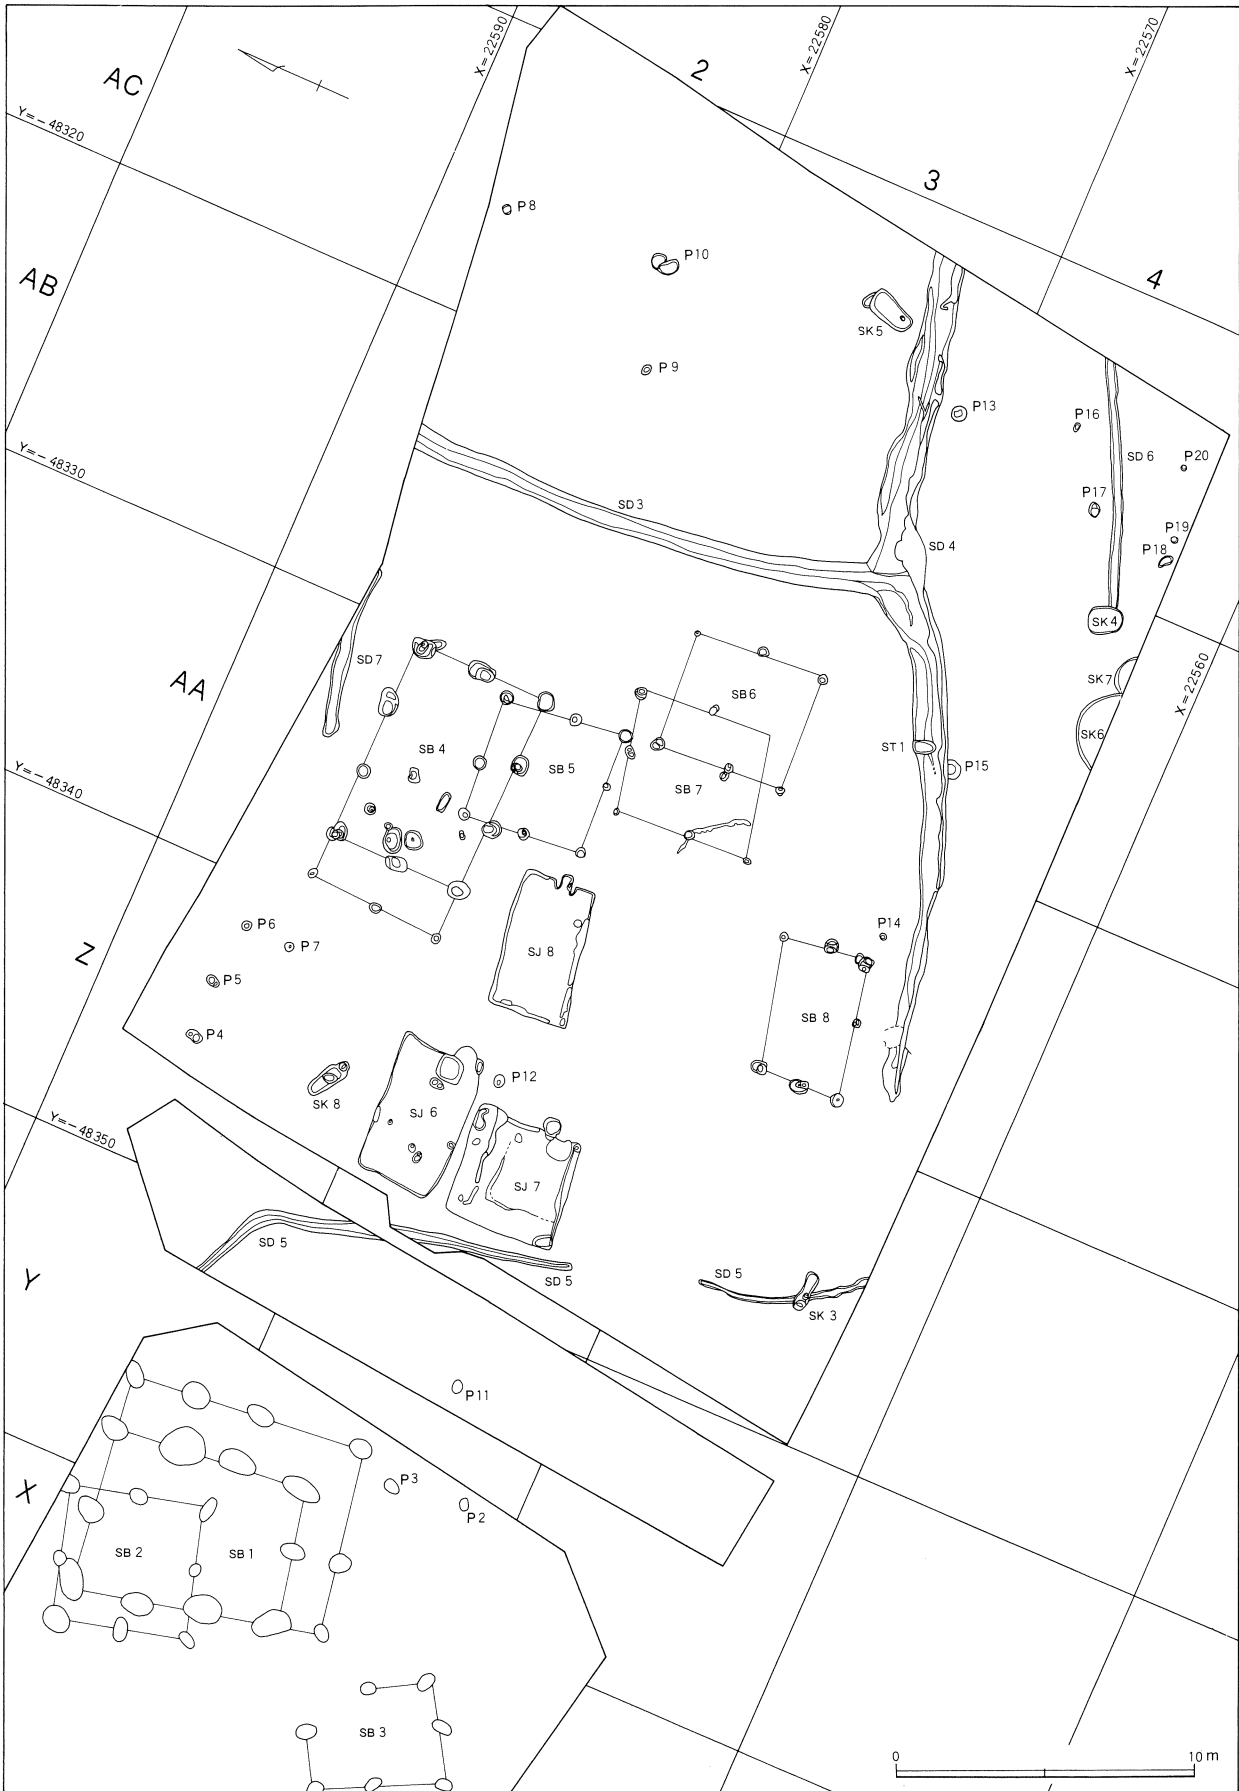 X=22590
X=22580
X=22570
2
AC
Y=-48320
3
P8
P10
4
AB
SK5
P9
P13
P16
SD6
P20
Y=-48330
SD3
P17
P19
SD4
P18
SK4
SD7
SB6
SK7
X=22560
AA
SB4
SB5
ST1
SK6
P15
SB7
Y=-48340
P6
P14
P7
Z
SJ8
P5
SB8
P4
P12
SK8
SJ6
Y=-48350
SJ7
SD5
SD5
SD5
Y
SK3
P11
P3
X
P2
SB2
SB1
SB3
0
10m